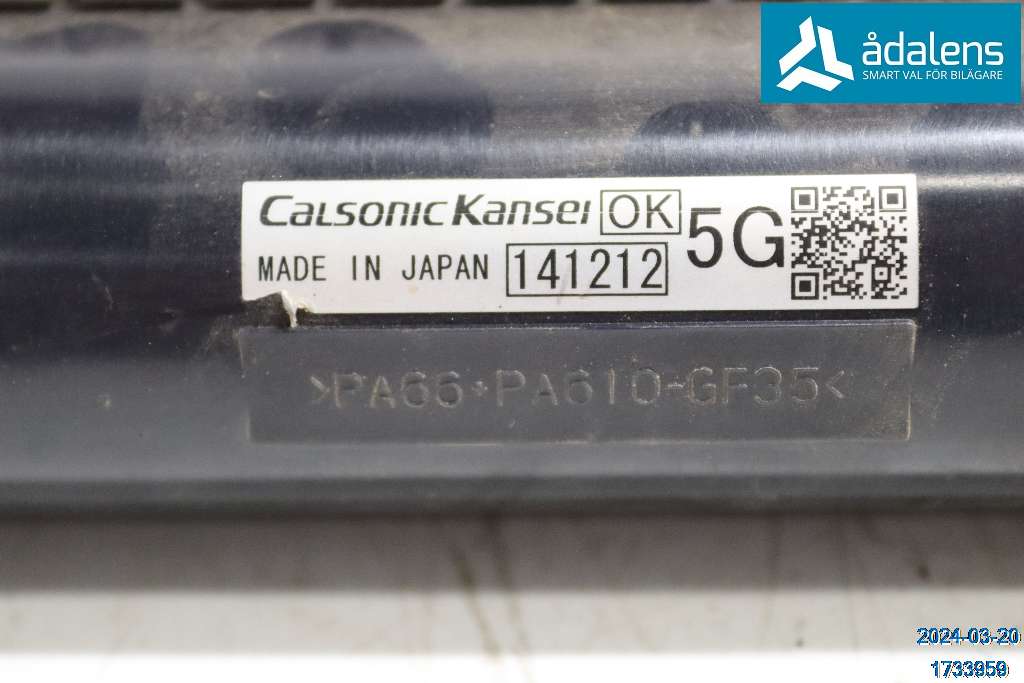 ådalens
SMART VAL FÖR BILÄGARE
CalsonicKansei OK 5G
MADE IN JAPAN 141212
>PA66+PA610-GF35<
2024-03-20
1733959